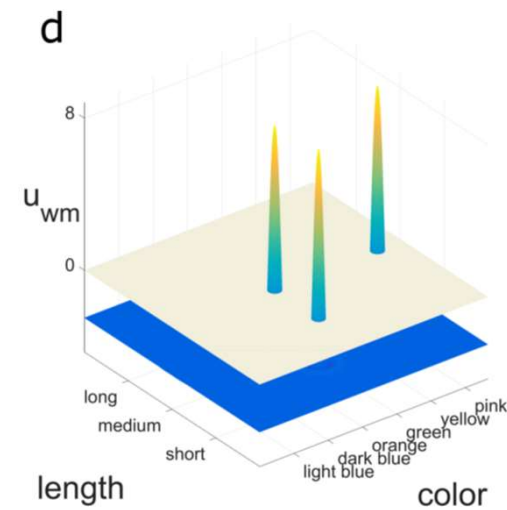 d
8
u
wm
0
long
medium
short
length
pink
yellow
green
orange
dark blue
light blue
color